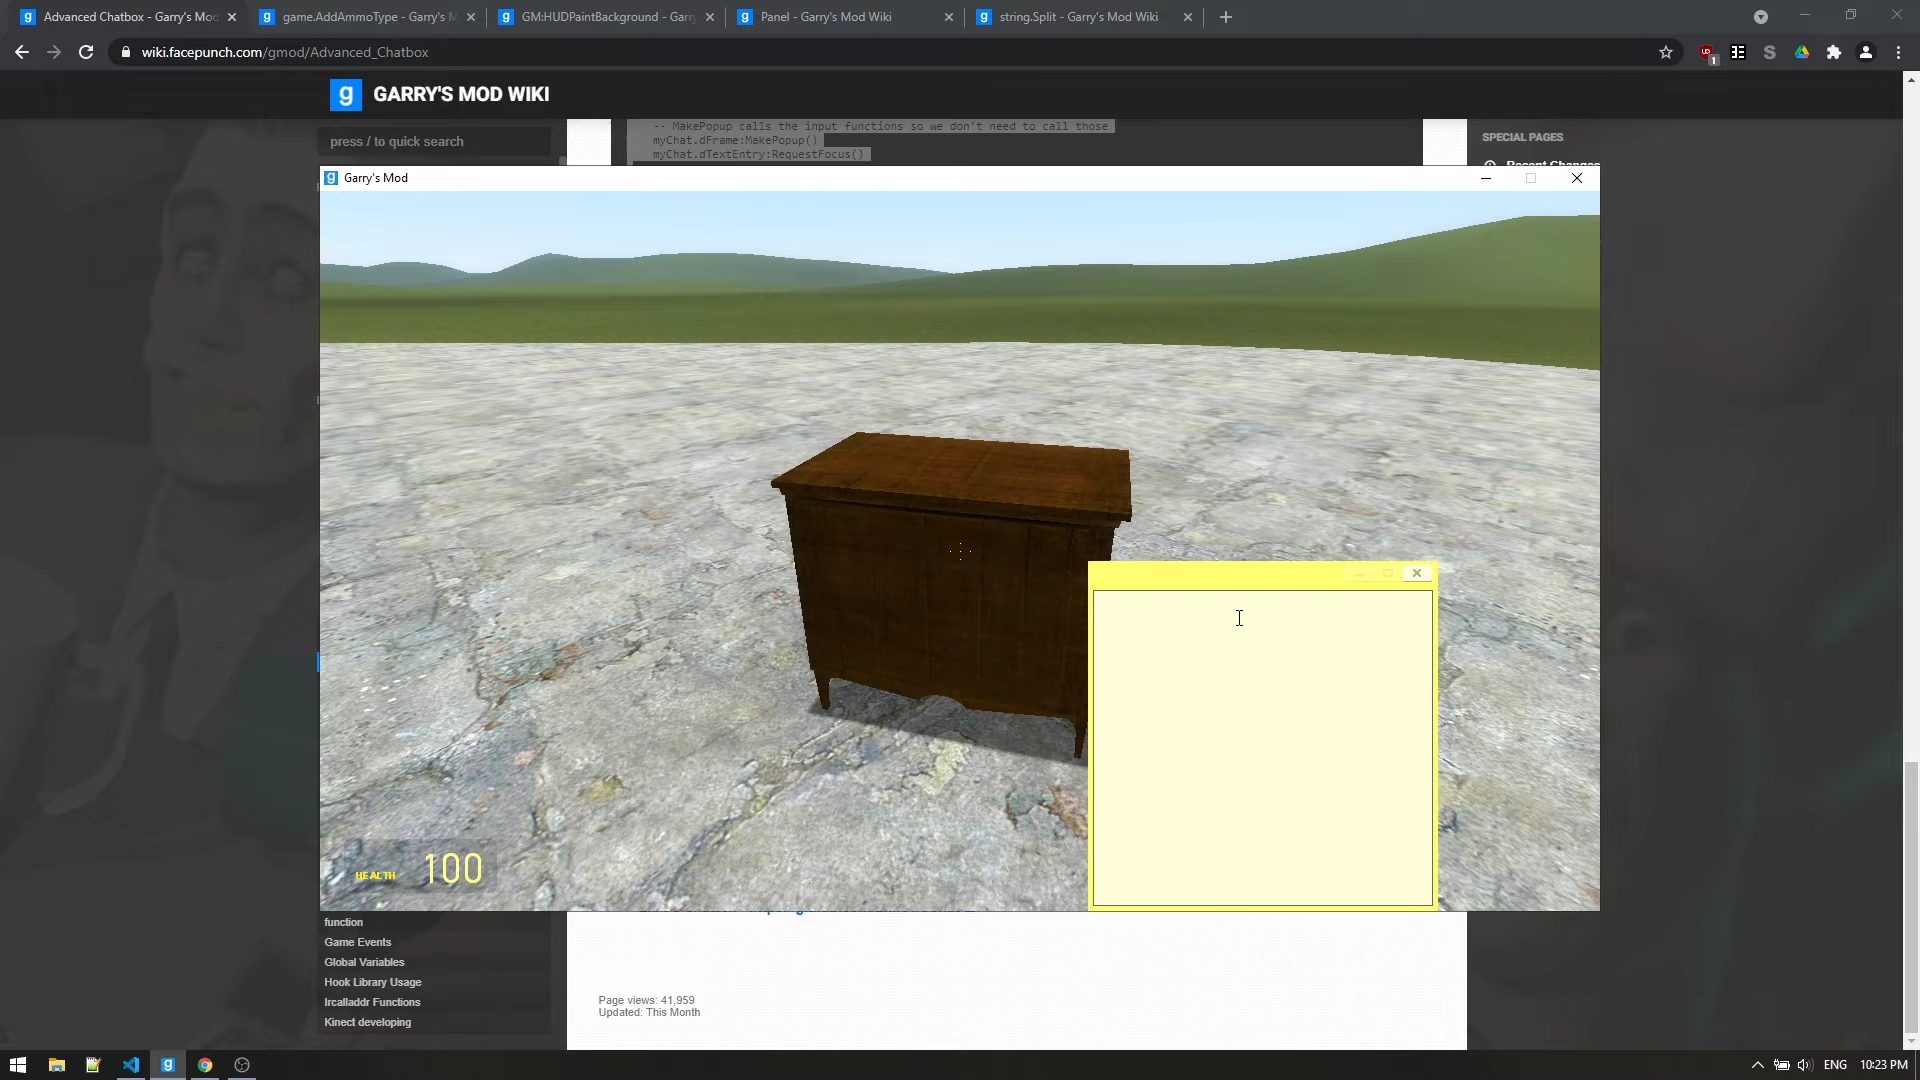 Advanced Chatbox - Garry's Mod
game.AddAmmoType - Garry's M
GM:HUDPaintBackground - Garry
Panel - Garry's Mod Wiki
string.Split - Garry's Mod Wiki
wiki.facepunch.com/gmod/Advanced_Chatbox
1
S
g GARRY'S MOD WIKI
press / to quick search
-- MakePopup calls the input functions so we don't need to call those
myChat.dFrame:MakePopup()
myChat.dTextEntry:RequestFocus()
SPECIAL PAGES
Recent Changes
g Garry's Mod
HEALTH 100
function
Game Events
Global Variables
Hook Library Usage
Ircalladdr Functions
Kinect developing
Page views: 41,959
Updated: This Month
ENG
10:23 PM